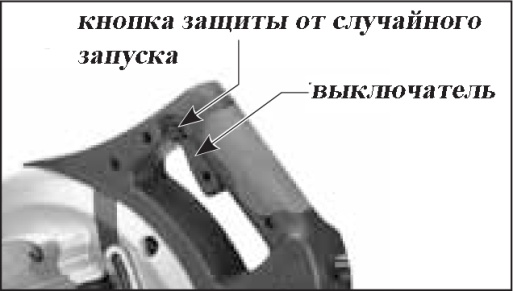 кнопка защиты от случайного
запуска
выключатель